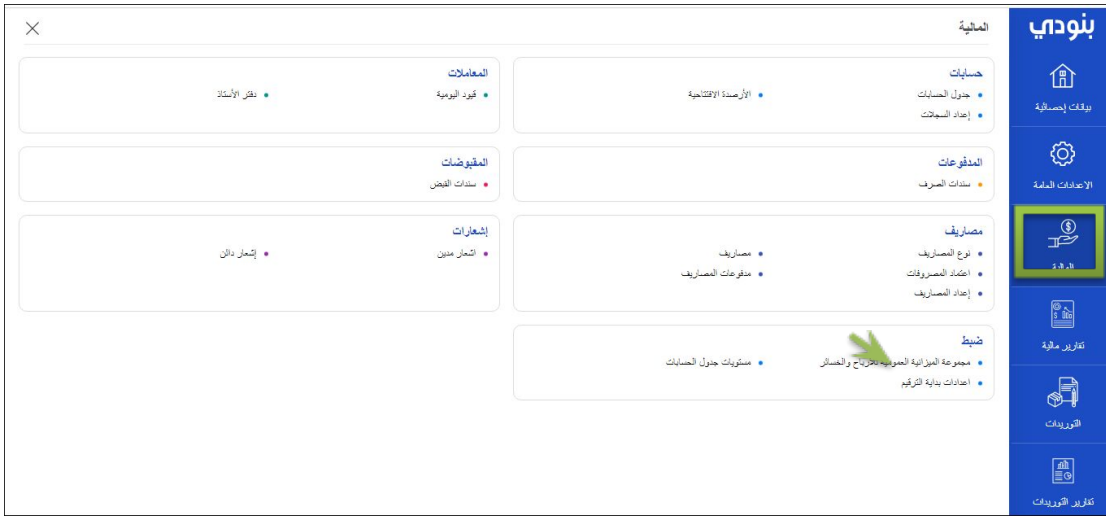 بنودي
بيانات إحصائية
الاعدادات العامة
المالية
تقارير مالية
التوريدات
تقارير التوريدات
المالية
حسابات
جدول الحسابات
الأرصدة الافتتاحية
إعداد السجلات
المعاملات
قيود اليومية
دفتر الأستاذ
المدفوعات
سندات الصرف
المقبوضات
سندات القبض
مصاريف
نوع المصاريف
مصاريف
اعتماد المصروفات
مدفوعات المصاريف
إعداد المصاريف
إشعارات
اشعار مدين
إشعار دائن
ضبط
مجموعة الميزانية العمومية للأرباح والخسائر
مستويات جدول الحسابات
اعدادات بداية الترقيم